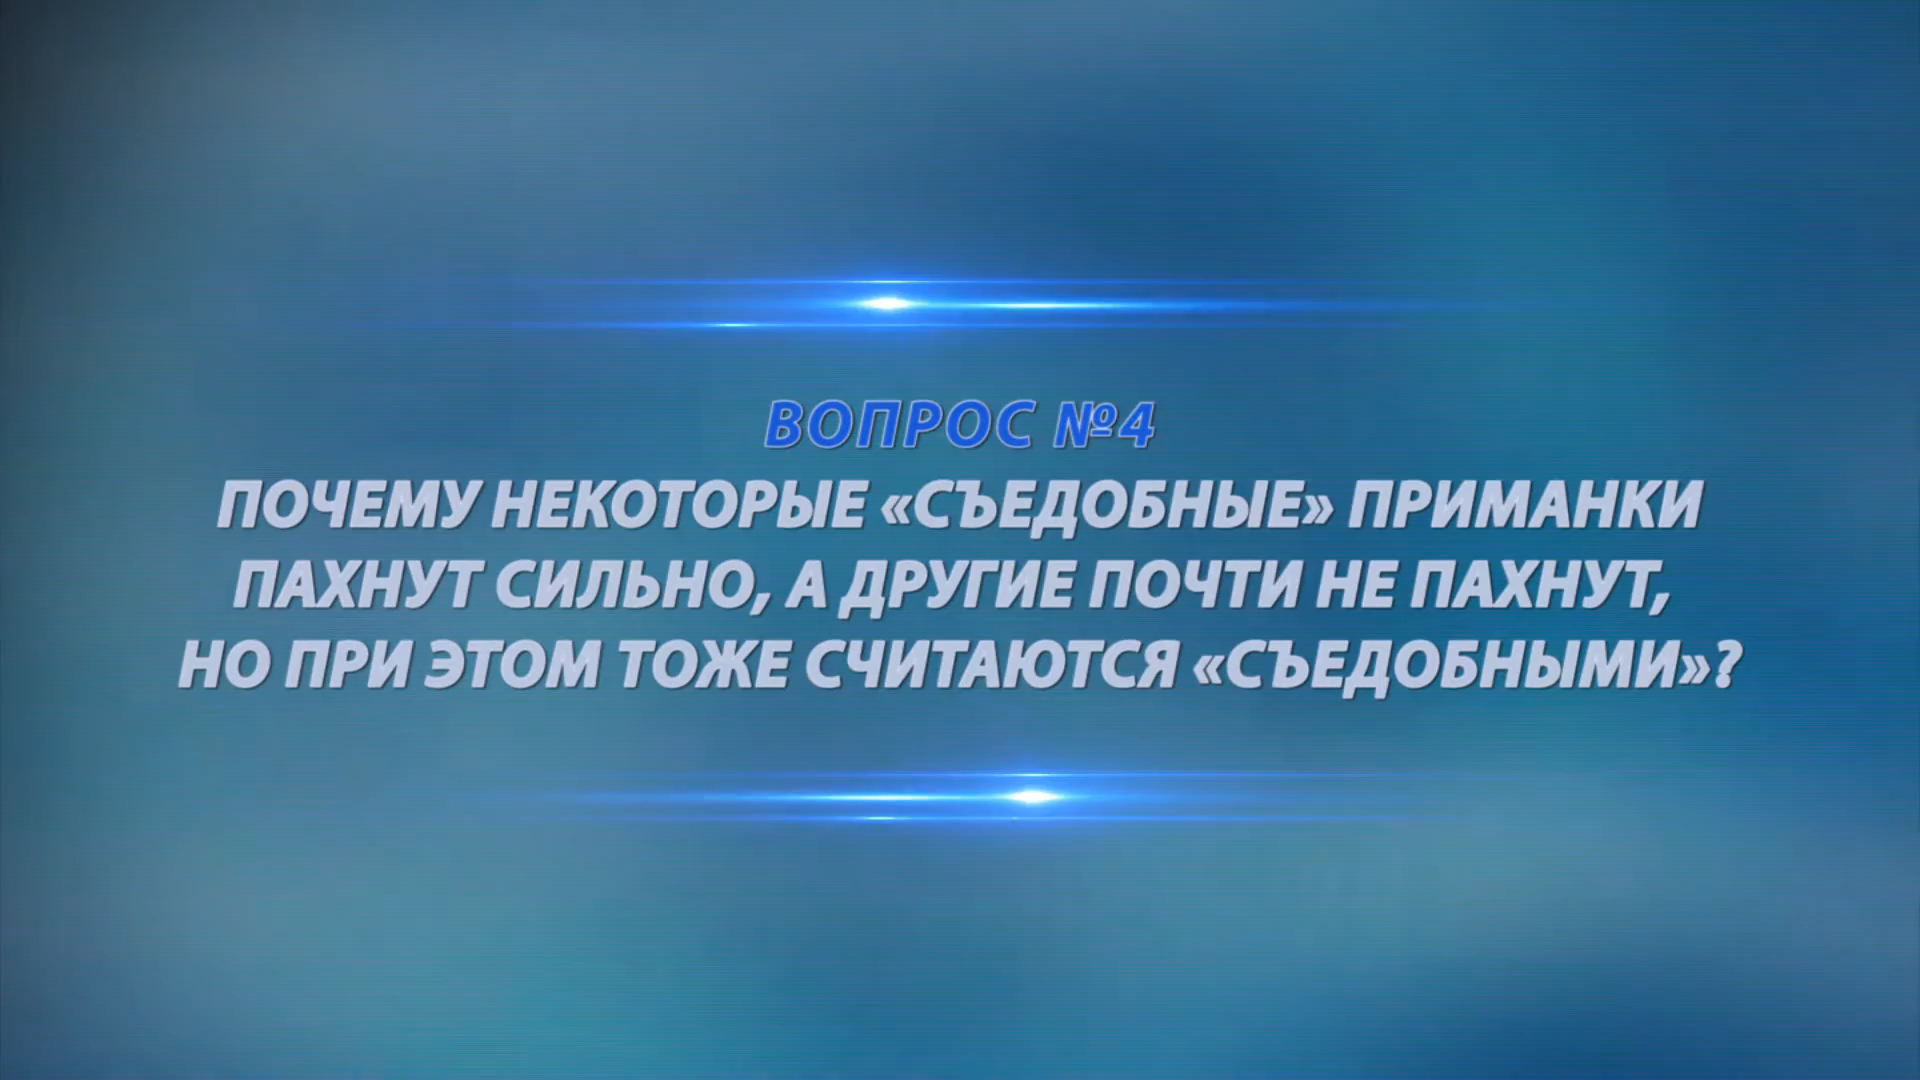 ВОПРОС №4
ПОЧЕМУ НЕКОТОРЫЕ «СЪЕДОБНЫЕ» ПРИМАНКИ
ПАХНУТ СИЛЬНО, А ДРУГИЕ ПОЧТИ НЕ ПАХНУТ,
НО ПРИ ЭТОМ ТОЖЕ СЧИТАЮТСЯ «СЪЕДОБНЫМИ»?